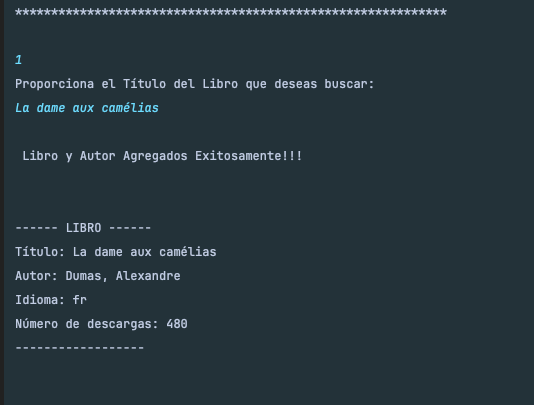 ************************************************************
1
Proporciona el Título del Libro que deseas buscar:
La dame aux camélias
Libro y Autor Agregados Exitosamente!!!
------ LIBRO ------
Título: La dame aux camélias
Autor: Dumas, Alexandre
Idioma: fr
Número de descargas: 480
------------------